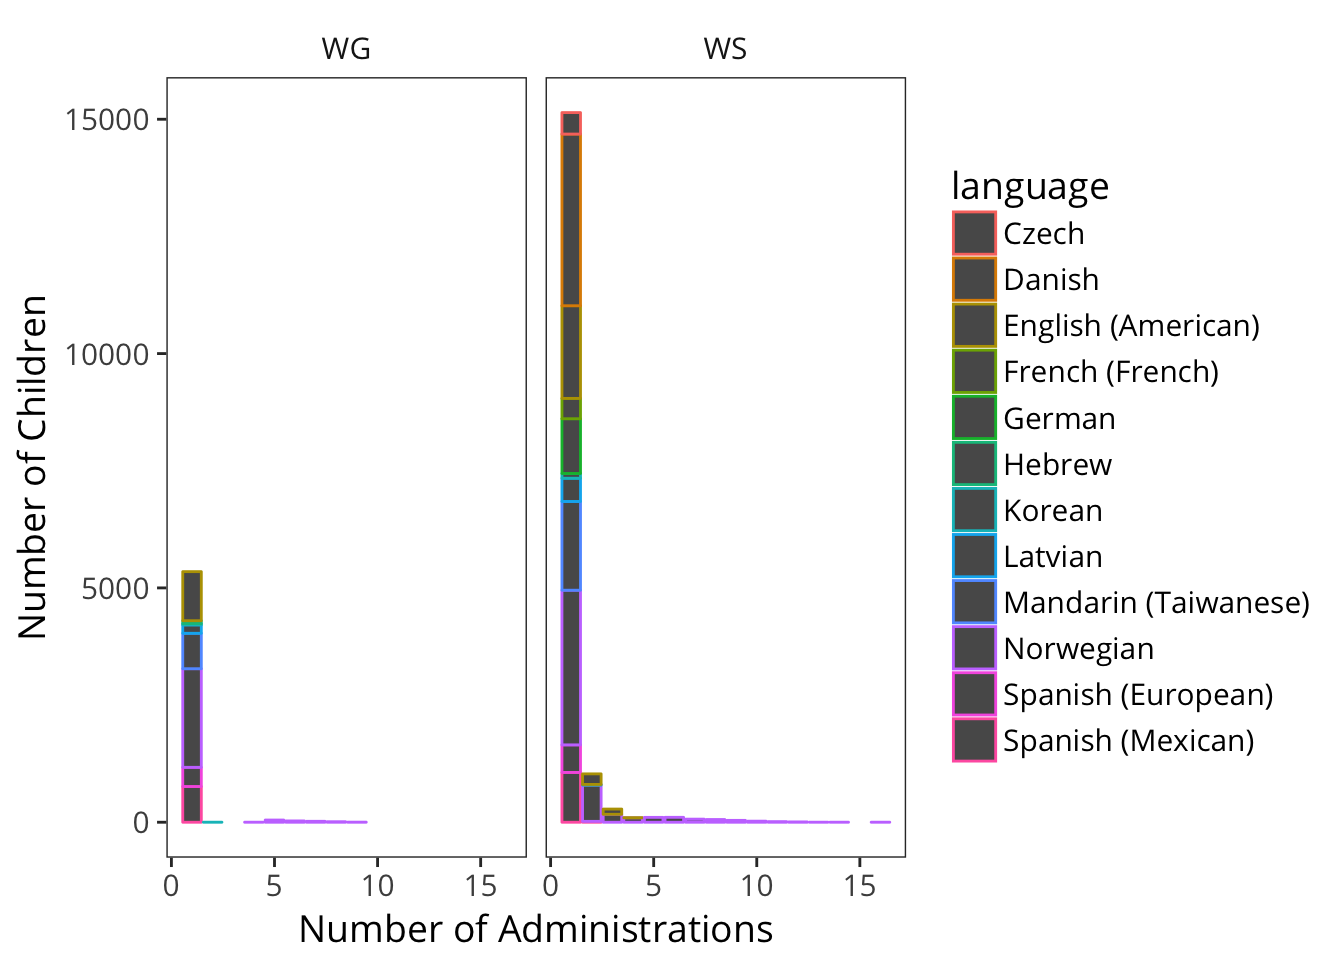 WG
WS
15000
10000
5000
0
Number of Children
0 5 10 15
0 5 10 15
Number of Administrations
language
Czech
Danish
English (American)
French (French)
German
Hebrew
Korean
Latvian
Mandarin (Taiwanese)
Norwegian
Spanish (European)
Spanish (Mexican)